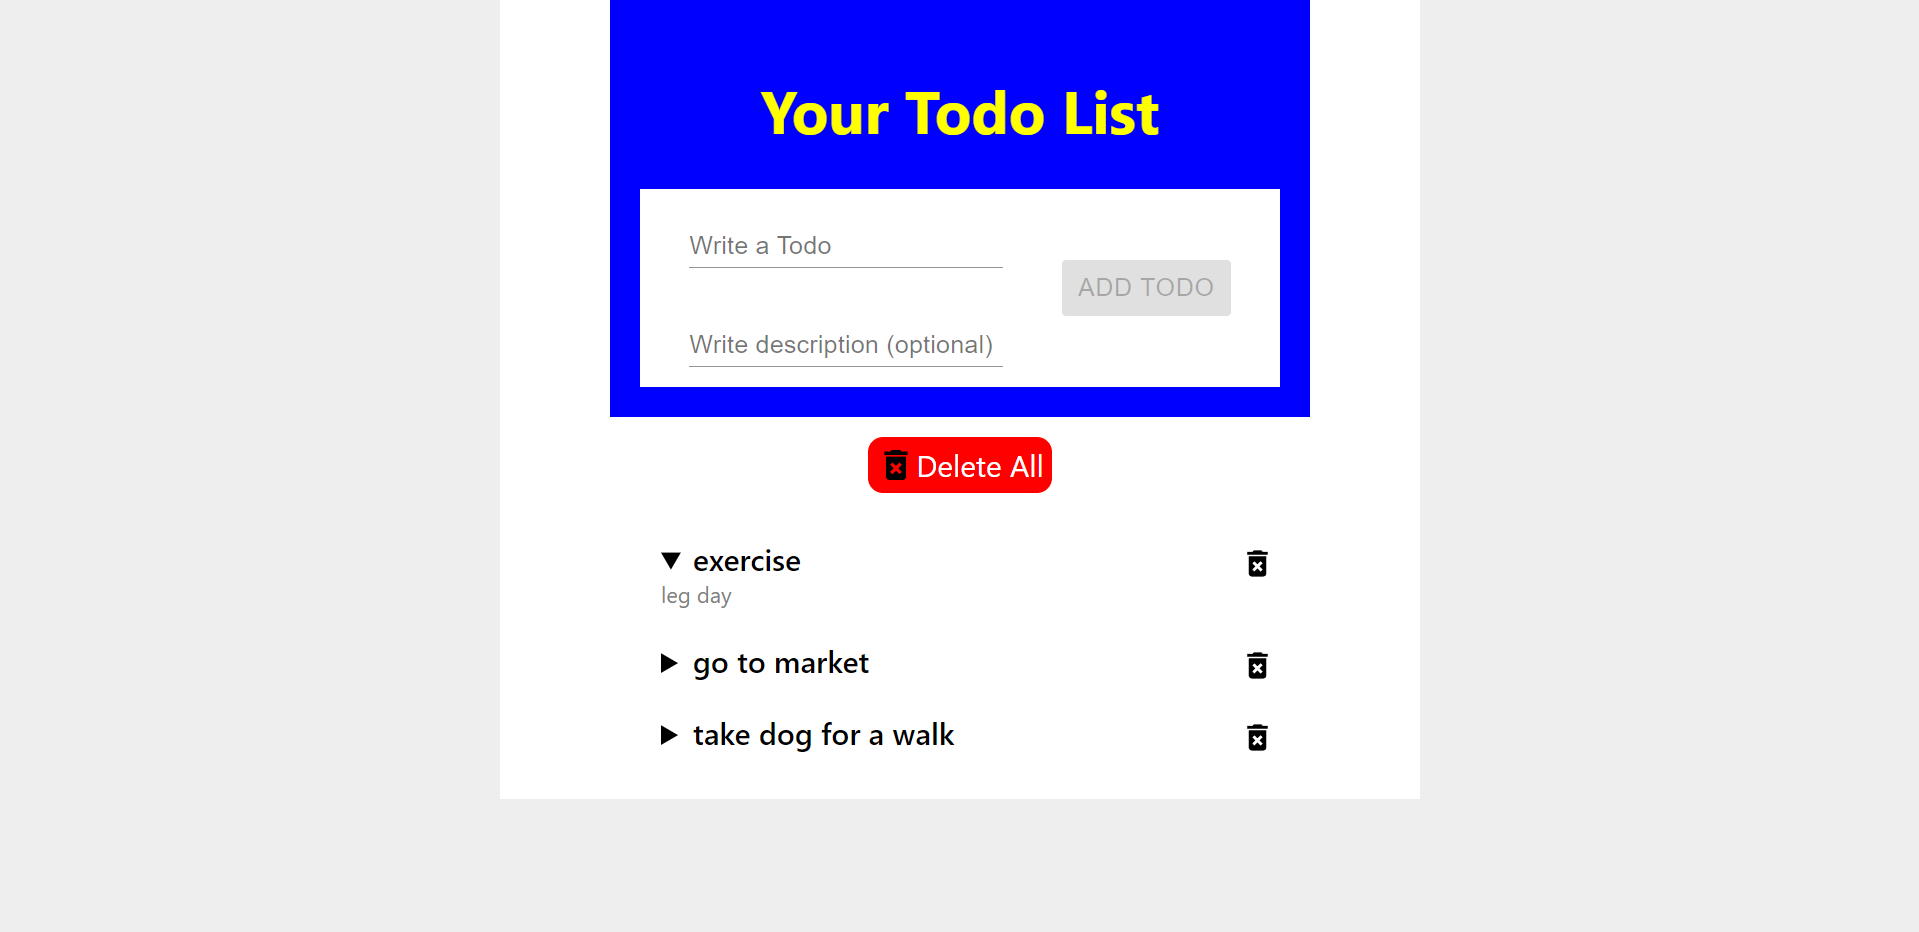 Your Todo List
Write a Todo
ADD TODO
Write description (optional)
Delete All
exercise
leg day
go to market
take dog for a walk